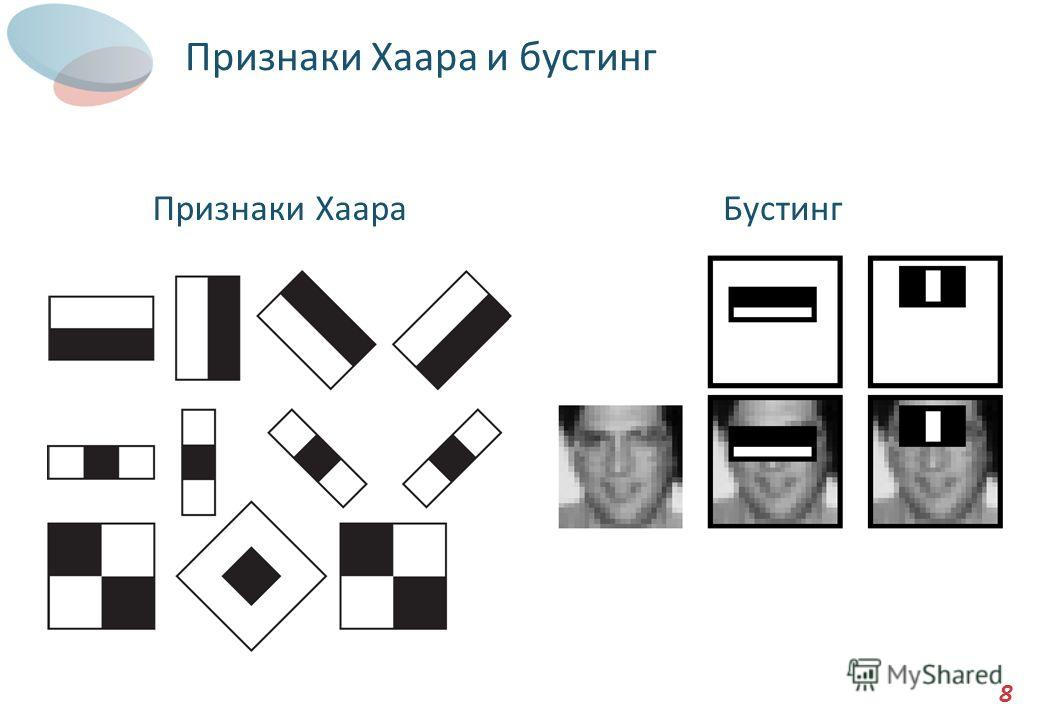 Признаки Хаара и бустинг
Признаки Хаара
Бустинг
MyShared
8